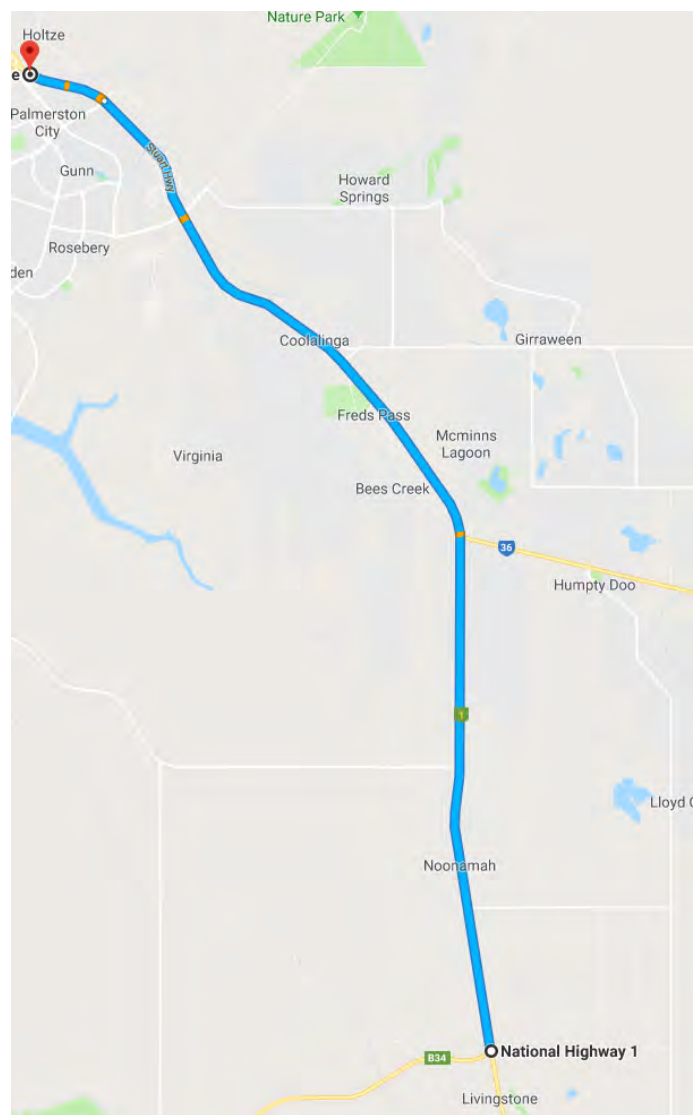 Nature Park
Holtze
e
Palmerston
City
Gunn
Stuart Hwy
Howard
Springs
Rosebery
den
Coolalinga
Girraween
Freds Pass
Mcminns
Lagoon
Virginia
Bees Creek
36
Humpty Doo
1
Lloyd C
Noonamah
National Highway 1
B34
Livingstone